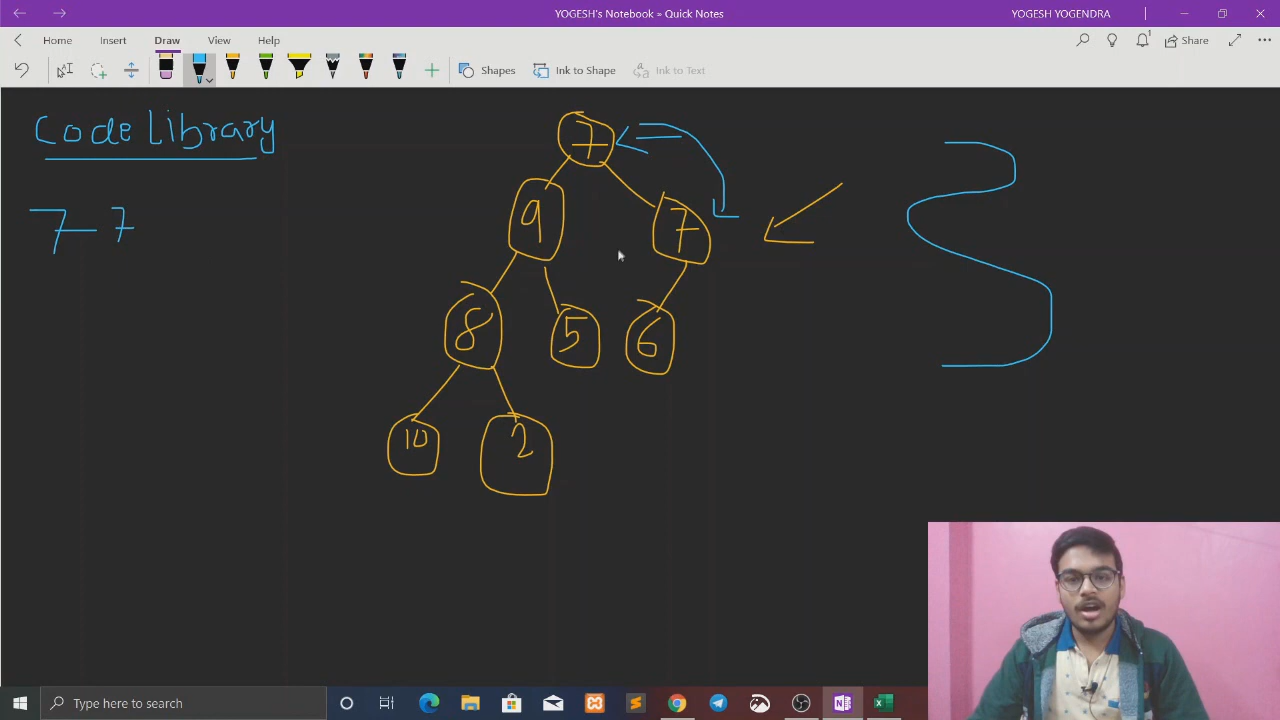 YOGESH's Notebook » Quick Notes
YOGESH YOGENDRA
Home Insert Draw View Help
Share
Shapes
Ink to Shape
Ink to Text
Code Library
7 - 7
7
9 7
8 5 6
10 2
Type here to search